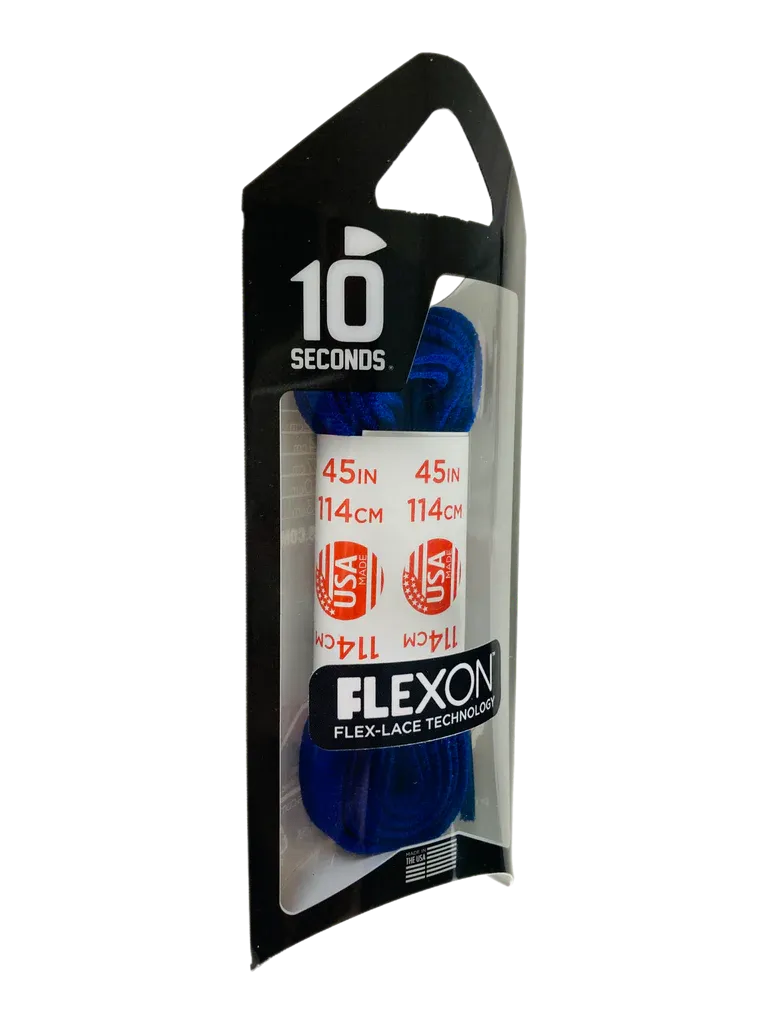 10
SECONDS®
45IN 45IN
114CM 114CM
USA MADE USA MADE
114CM 114CM
FLEXON™
FLEX-LACE TECHNOLOGY
MADE IN
THE USA